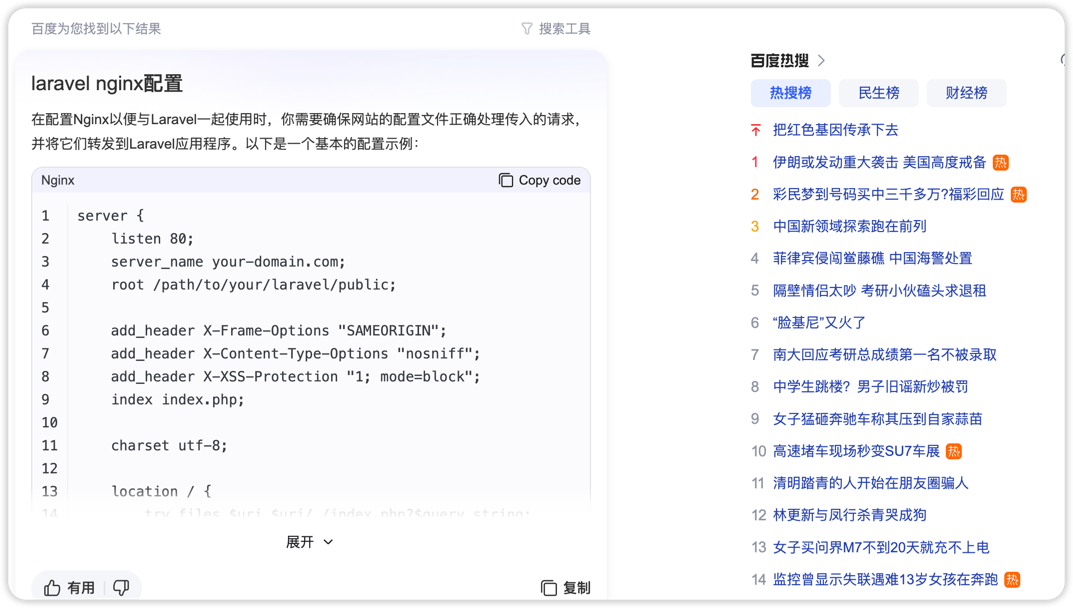 百度为您找到以下结果
搜索工具
laravel nginx配置
在配置Nginx以便与Laravel一起使用时，你需要确保网站的配置文件正确处理传入的请求，
并将它们转发到Laravel应用程序。以下是一个基本的配置示例：
Nginx
Copy code
1 server {
2 listen 80;
3 server_name your-domain.com;
4 root /path/to/your/laravel/public;
5
6 add_header X-Frame-Options "SAMEORIGIN";
7 add_header X-Content-Type-Options "nosniff";
8 add_header X-XSS-Protection "1; mode=block";
9 index index.php;
10
11 charset utf-8;
12
13 location / {
14 try_files $uri $uri/ /index.php?$query_string;
展开
有用
复制
百度热搜
热搜榜
民生榜
财经榜
把红色基因传承下去
1 伊朗或发动重大袭击 美国高度戒备 热
2 彩民梦到号码买中三千多万?福彩回应 热
3 中国新领域探索跑在前列
4 菲律宾侵闯鲎藤礁 中国海警处置
5 隔壁情侣太吵 考研小伙磕头求退租
6 “脸基尼”又火了
7 南大回应考研总成绩第一名不被录取
8 中学生跳楼？男子旧谣新炒被罚
9 女子猛砸奔驰车称其压到自家蒜苗
10 高速堵车现场秒变SU7车展 热
11 清明踏青的人开始在朋友圈骗人
12 林更新与凤行杀青哭成狗
13 女子买问界M7不到20天就充不上电
14 监控曾显示失联遇难13岁女孩在奔跑 热